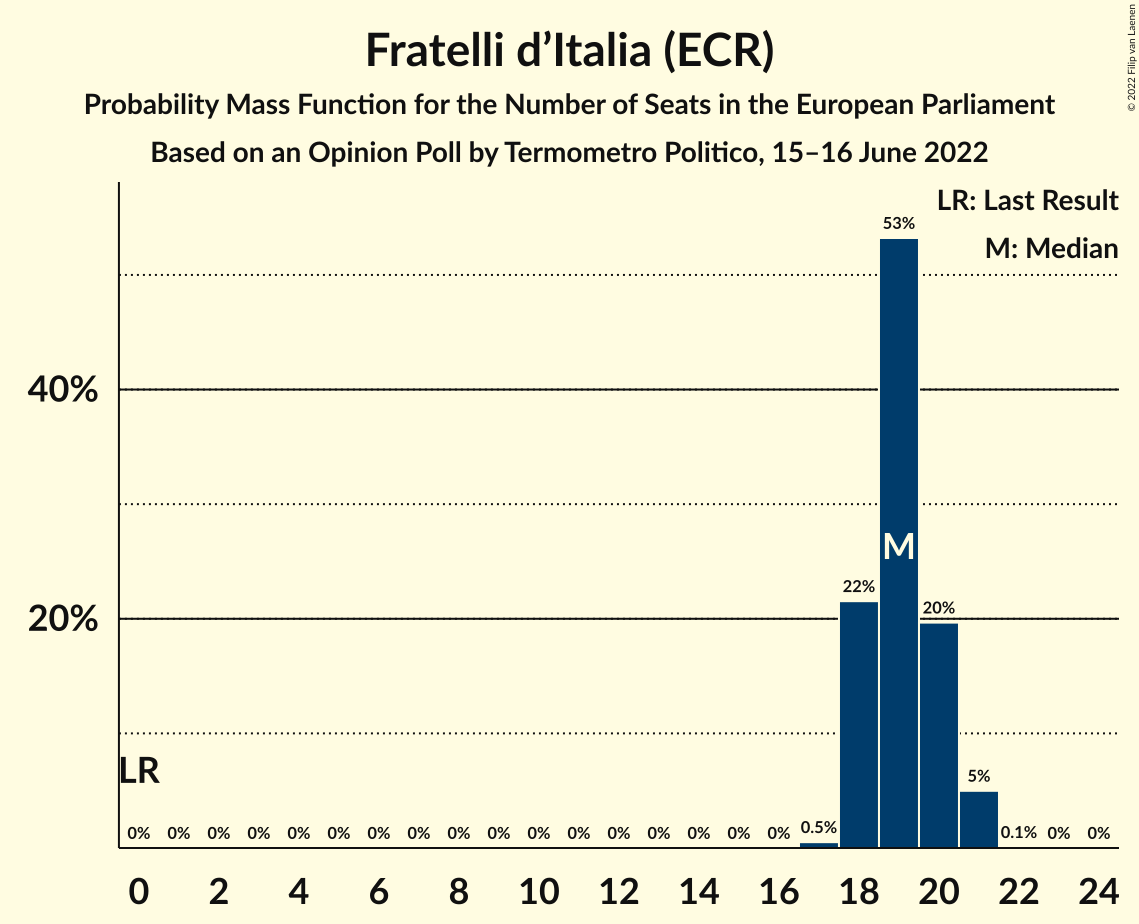 Fratelli d’Italia (ECR)
Probability Mass Function for the Number of Seats in the European Parliament
Based on an Opinion Poll by Termometro Politico, 15–16 June 2022
© 2022 Filip van Laenen
LR: Last Result
M: Median
53%
40%
M
22%
20%
20%
LR
5%
0% 0% 0% 0% 0% 0% 0% 0% 0% 0% 0% 0% 0% 0% 0% 0% 0% 0.5% 0.1% 0% 0%
0 2 4 6 8 10 12 14 16 18 20 22 24